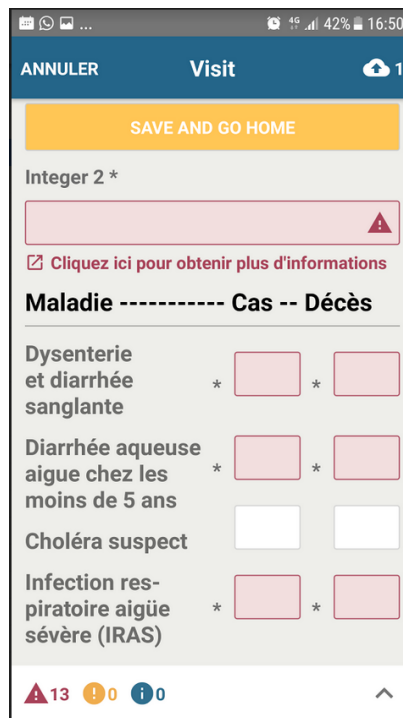 ... 4G 42% 16:50
ANNULER Visit 1
SAVE AND GO HOME
Integer 2 *
Cliquez ici pour obtenir plus d'informations
Maladie ----------- Cas -- Décès
Dysenterie
et diarrhée * *
sanglante
Diarrhée aqueuse
aigue chez les * *
moins de 5 ans
Choléra suspect
Infection res-
piratoire aigüe * *
sévère (IRAS)
13 0 0